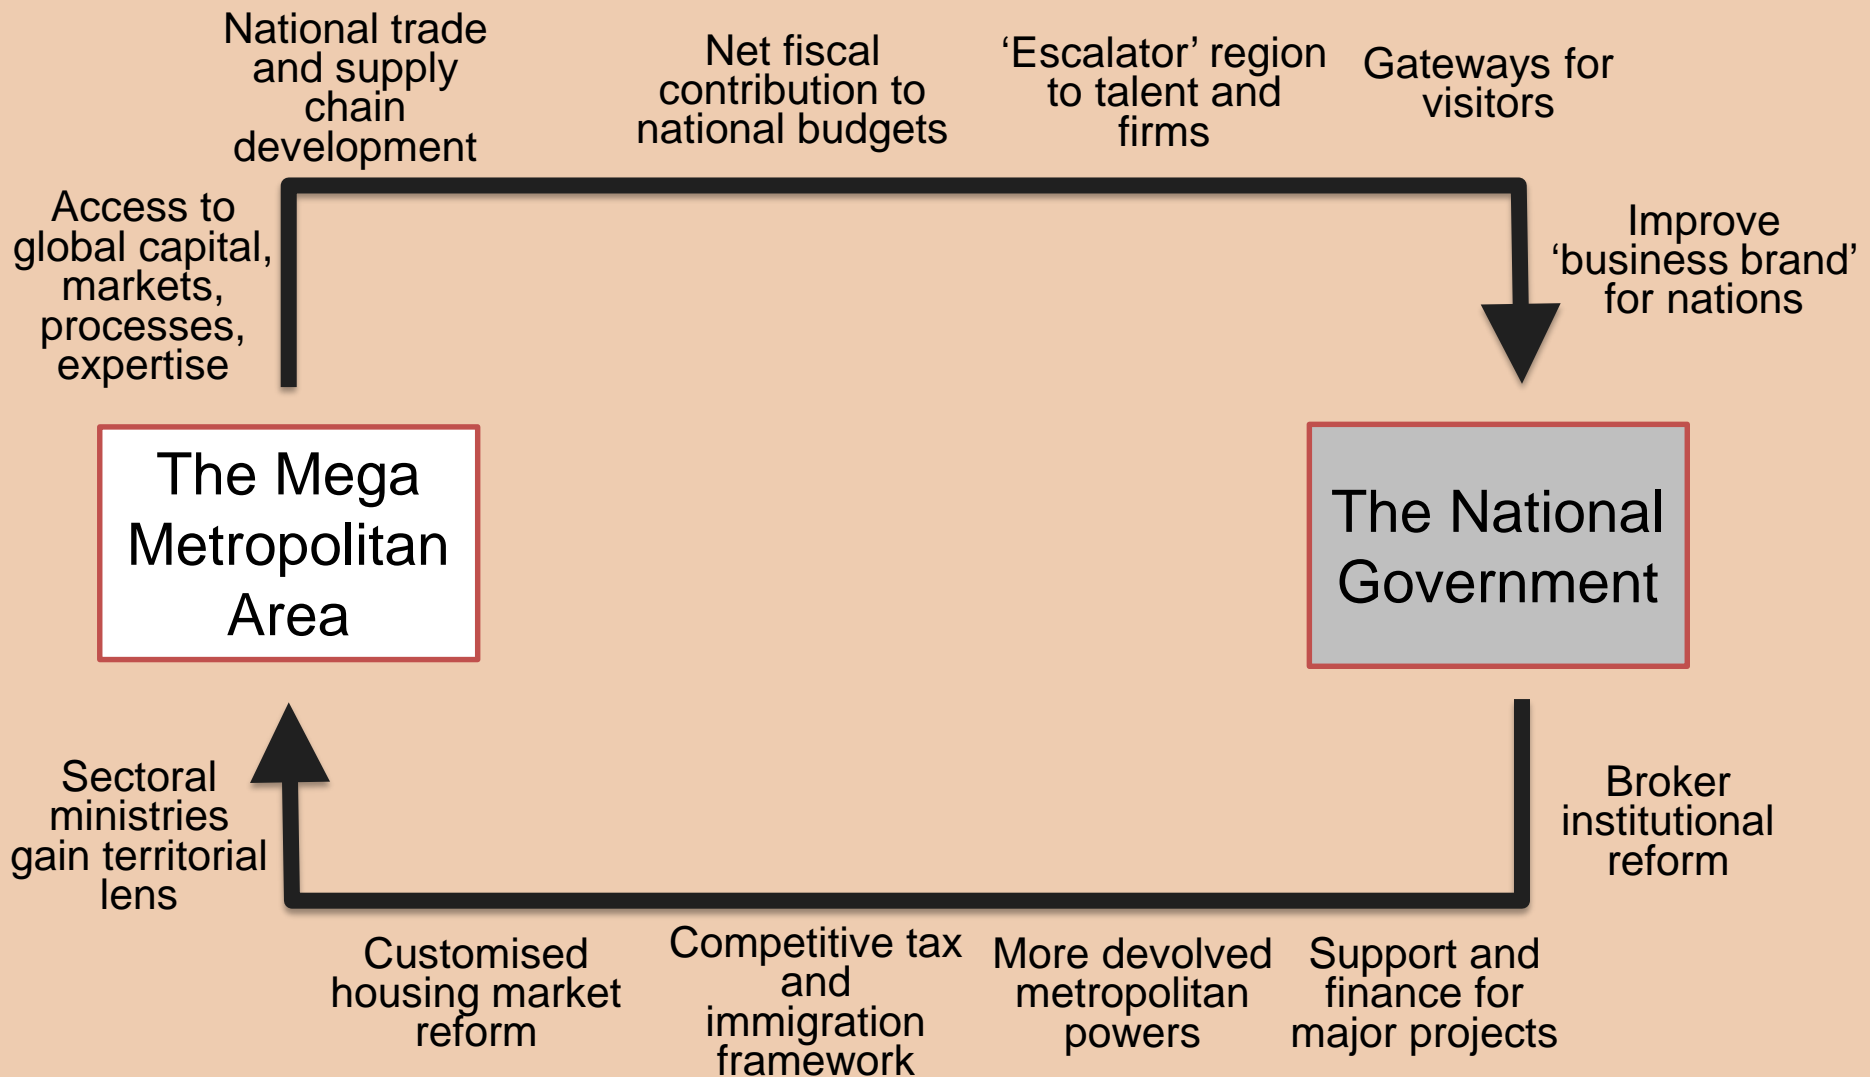 National trade
and supply
chain
development
Net fiscal
contribution to
national budgets
‘Escalator’ region
to talent and
firms
Gateways for
visitors
Access to
global capital,
markets,
processes,
expertise
Improve
‘business brand’
for nations
The Mega
Metropolitan
Area
The National
Government
Sectoral
ministries
gain territorial
lens
Broker
institutional
reform
Customised
housing market
reform
Competitive tax
and
immigration
framework
More devolved
metropolitan
powers
Support and
finance for
major projects